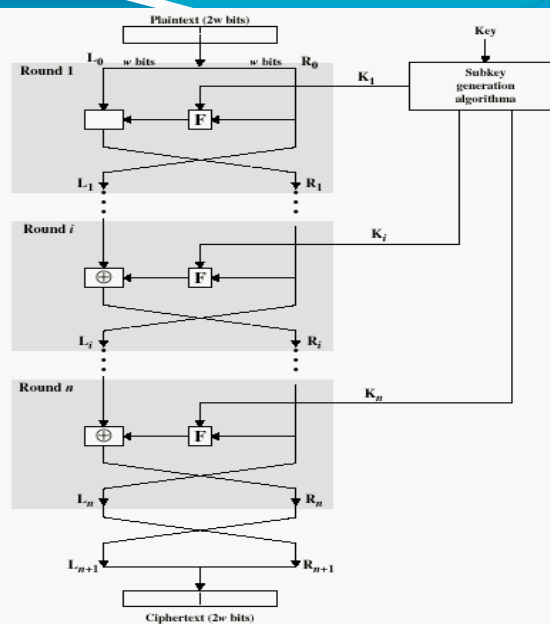 Plaintext (2w bits)
Key
L0 w bits w bits R0
Round 1
K1
Subkey
generation
algorithma
F
L1 R1
Round i
Ki
⊕ F
Li Ri
Round n
Kn
⊕ F
Ln Rn
Ln+1 Rn+1
Ciphertext (2w bits)